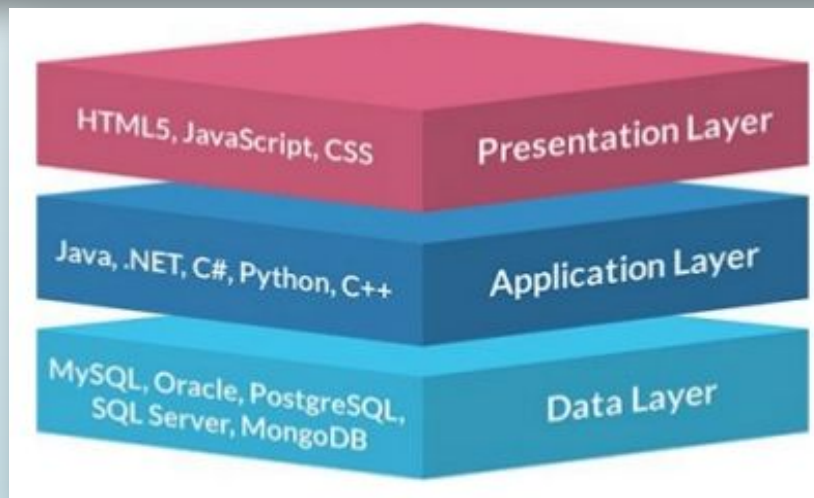 HTML5, JavaScript, CSS
Presentation Layer
Java, .NET, C#, Python, C++
Application Layer
MySQL, Oracle, PostgreSQL,
SQL Server, MongoDB
Data Layer